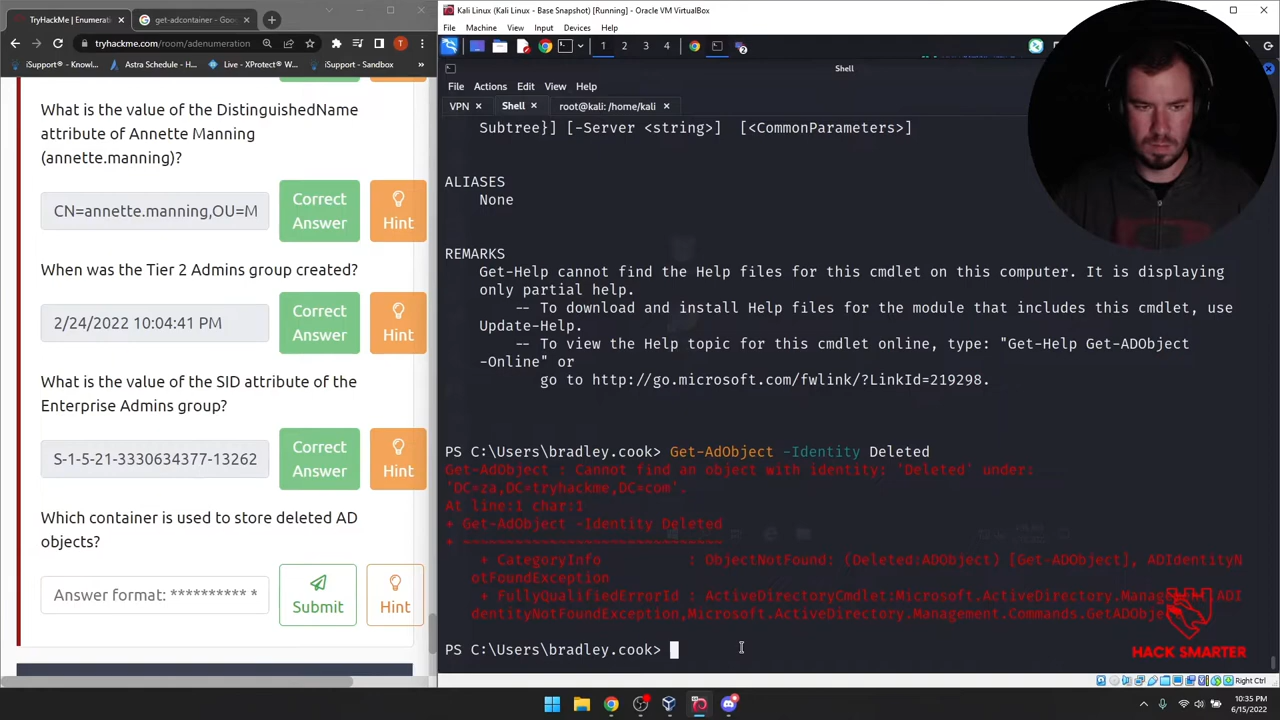 TryHackMe | Enumerati
get-adcontainer - Goo
tryhackme.com/room/adenumeration
T
iSupport® - Knowl...
Astra Schedule - H...
Live - XProtect® W...
iSupport® - Sandbox
What is the value of the DistinguishedName
attribute of Annette Manning
(annette.manning)?
CN=annette.manning,OU=M
Correct
Answer
Hint
When was the Tier 2 Admins group created?
2/24/2022 10:04:41 PM
Correct
Answer
Hint
What is the value of the SID attribute of the
Enterprise Admins group?
S-1-5-21-3330634377-13262
Correct
Answer
Hint
Which container is used to store deleted AD
objects?
Answer format: ********** *
Submit
Hint
Kali Linux (Kali Linux - Base Snapshot) [Running] - Oracle VM VirtualBox
File Machine View Input Devices Help
1 2 3 4
Shell
File Actions Edit View Help
VPN Shell root@kali: /home/kali
Subtree}] [-Server <string>]  [<CommonParameters>]
ALIASES
None
REMARKS
Get-Help cannot find the Help files for this cmdlet on this computer. It is displaying
only partial help.
-- To download and install Help files for the module that includes this cmdlet, use
Update-Help.
-- To view the Help topic for this cmdlet online, type: "Get-Help Get-ADObject
-Online" or
go to http://go.microsoft.com/fwlink/?LinkId=219298.
PS C:\Users\bradley.cook> Get-AdObject -Identity Deleted
Get-AdObject : Cannot find an object with identity: 'Deleted' under:
'DC=za,DC=tryhackme,DC=com'.
At line:1 char:1
+ Get-AdObject -Identity Deleted
+ ~~~~~~~~~~~~~~~~~~~~~~~~~~~~~~
+ CategoryInfo          : ObjectNotFound: (Deleted:ADObject) [Get-ADObject], ADIdentityN
otFoundException
+ FullyQualifiedErrorId : ActiveDirectoryCmdlet:Microsoft.ActiveDirectory.Management.ADI
dentityNotFoundException,Microsoft.ActiveDirectory.Management.Commands.GetADObje
PS C:\Users\bradley.cook>
HACK SMARTER
Right Ctrl
10:35 PM
6/15/2022